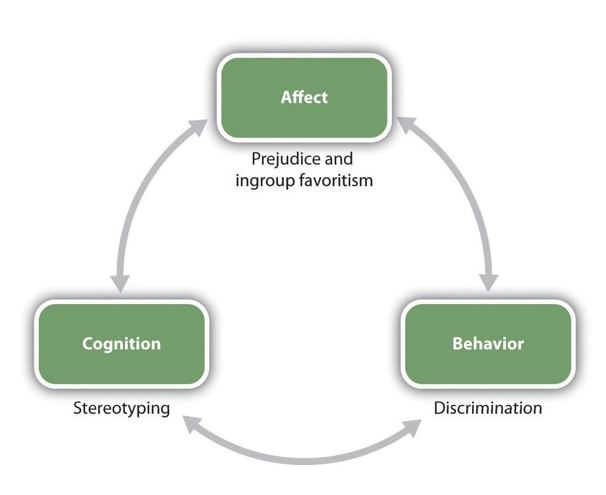 Affect
Prejudice and
ingroup favoritism
Cognition
Stereotyping
Behavior
Discrimination